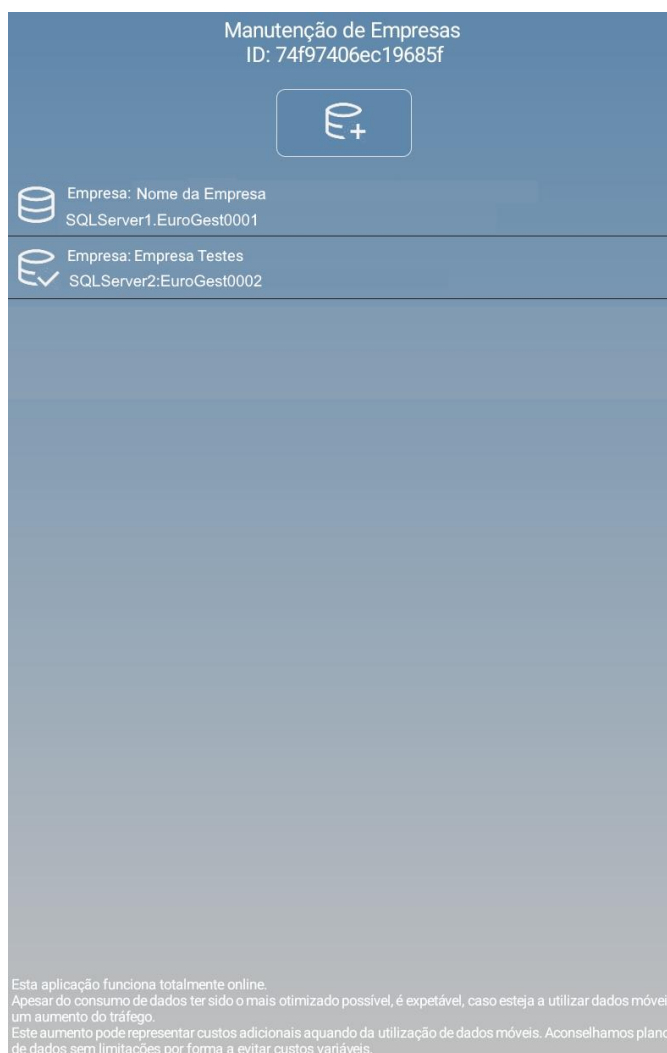 Manutenção de Empresas
ID: 74f97406ec19685f
Empresa: Nome da Empresa
SQLServer1.EuroGest0001
Empresa: Empresa Testes
SQLServer2:EuroGest0002
Esta aplicação funciona totalmente online.
Apesar do consumo de dados ter sido o mais otimizado possível, é expetável, caso esteja a utilizar dados móvei
um aumento do tráfego.
Este aumento pode representar custos adicionais aquando da utilização de dados móveis. Aconselhamos plano
de dados sem limitações por forma a evitar custos variáveis.